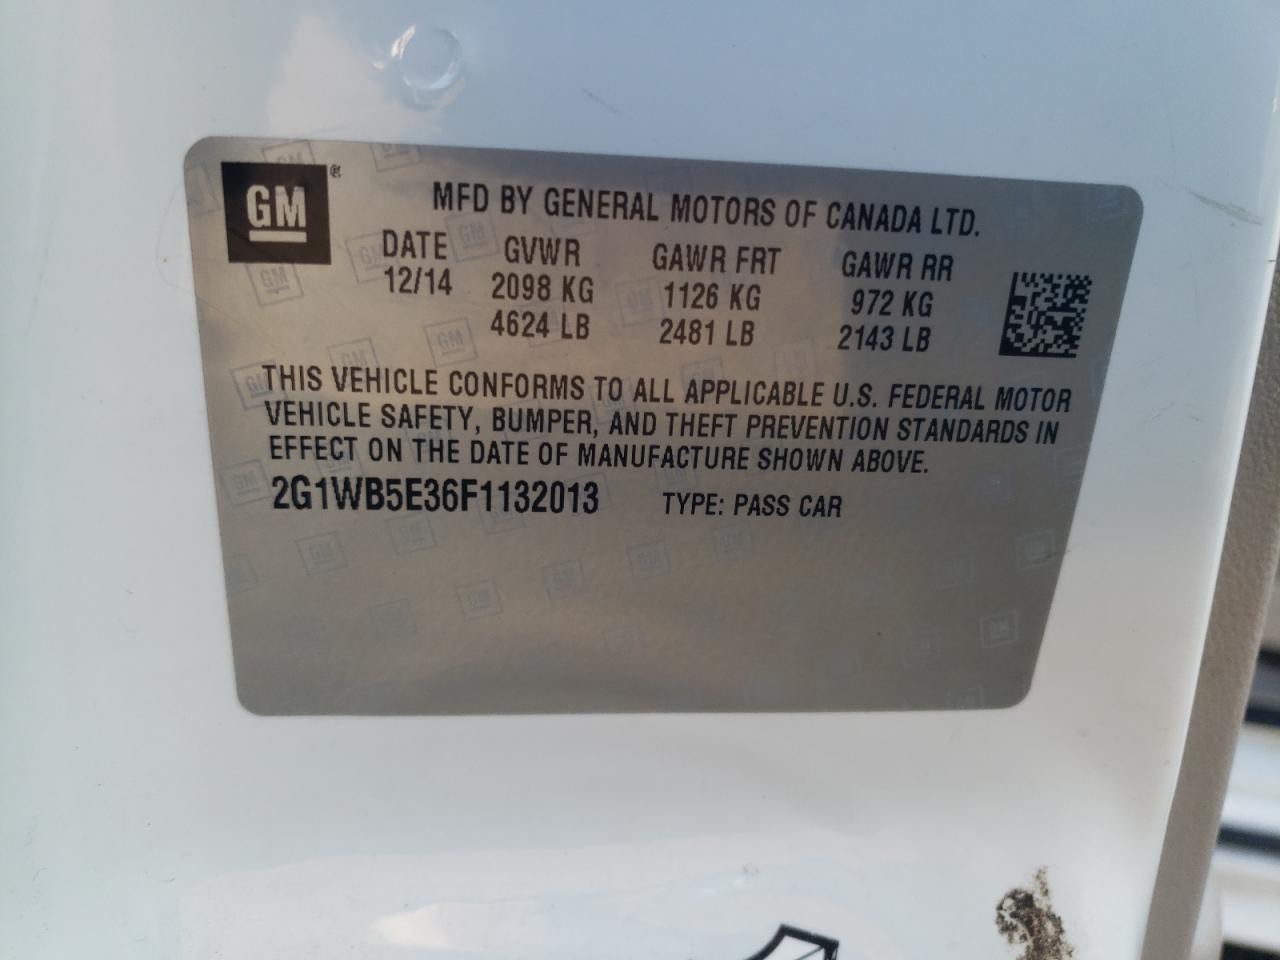 GM®
MFD BY GENERAL MOTORS OF CANADA LTD.
DATE GVWR GAWR FRT GAWR RR
12/14 2098 KG 1126 KG 972 KG
4624 LB 2481 LB 2143 LB
THIS VEHICLE CONFORMS TO ALL APPLICABLE U.S. FEDERAL MOTOR
VEHICLE SAFETY, BUMPER, AND THEFT PREVENTION STANDARDS IN
EFFECT ON THE DATE OF MANUFACTURE SHOWN ABOVE.
2G1WB5E36F1132013 TYPE: PASS CAR